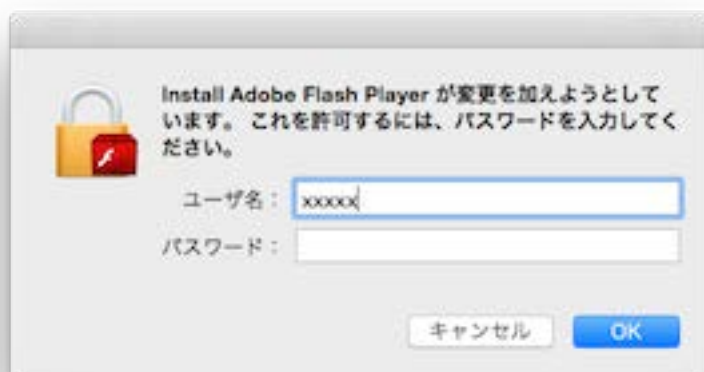 Install Adobe Flash Player が変更を加えようとして
います。 これを許可するには、パスワードを入力してく
ださい。
ユーザ名： xxxxx
パスワード：
キャンセル OK